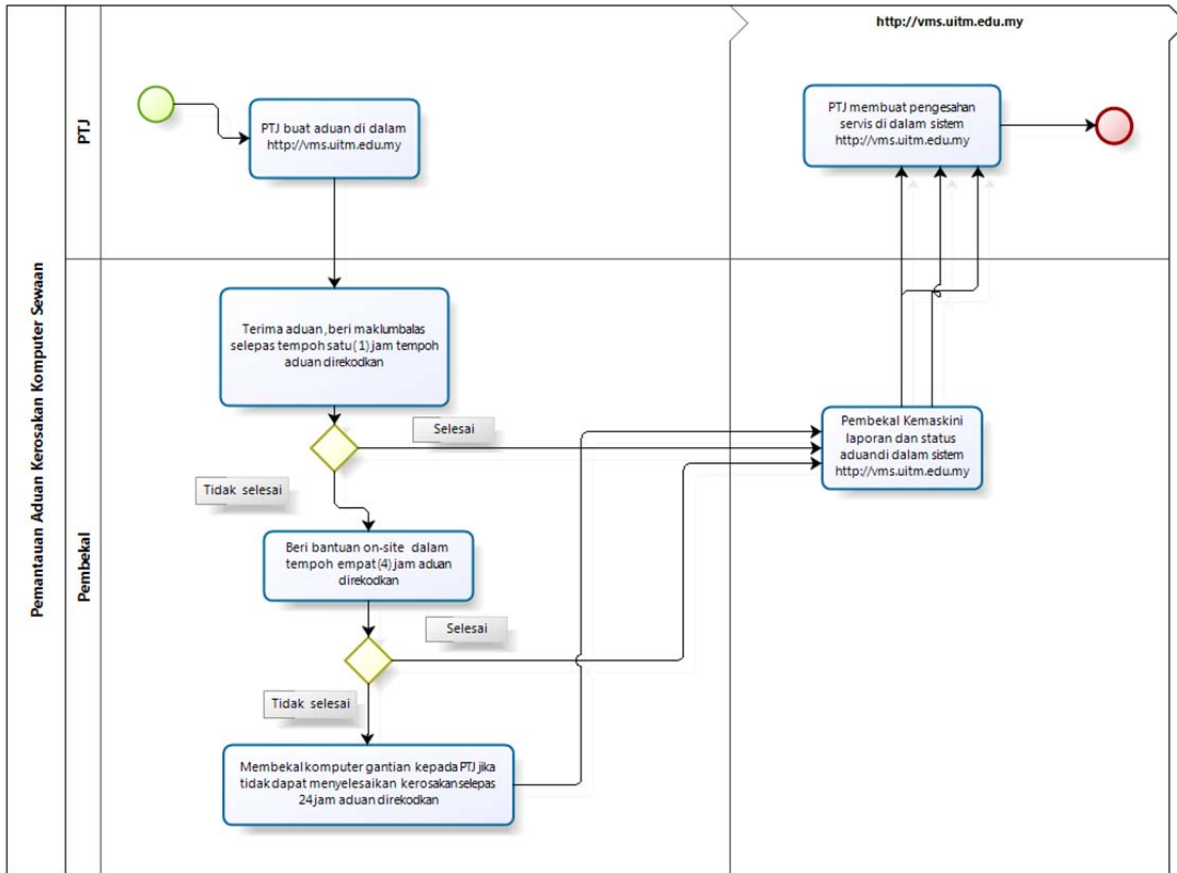 http://vms.uitm.edu.my
Pemantauan Aduan Kerosakan Komputer Sewaan
PTJ
PTJ buat aduan di dalam
http://vms.uitm.edu.my
PTJ membuat pengesahan
servis di dalam sistem
http://vms.uitm.edu.my
Pembekal
Terima aduan, beri maklumbalas
selepas tempoh satu (1) jam tempoh
aduan direkodkan
Selesai
Tidak selesai
Pembekal Kemaskini
laporan dan status
aduandi dalam sistem
http://vms.uitm.edu.my
Beri bantuan on-site dalam
tempoh empat (4) jam aduan
direkodkan
Selesai
Tidak selesai
Membekal komputer gantian kepada PTJ jika
tidak dapat menyelesaikan kerosakan selepas
24 jam aduan direkodkan